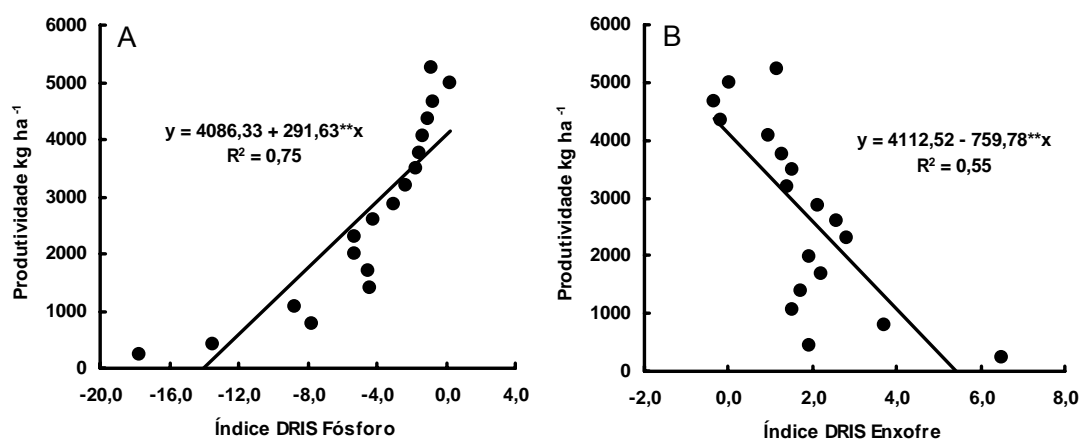 A
6000
5000
4000
3000
2000
1000
0
Produtividade kg ha -1
y = 4086,33 + 291,63**x
R2 = 0,75
-20,0 -16,0 -12,0 -8,0 -4,0 0,0 4,0
Índice DRIS Fósforo
B
6000
5000
4000
3000
2000
1000
0
Produtividade kg ha -1
y = 4112,52 - 759,78**x
R2 = 0,55
-2,0 0,0 2,0 4,0 6,0 8,0
Índice DRIS Enxofre